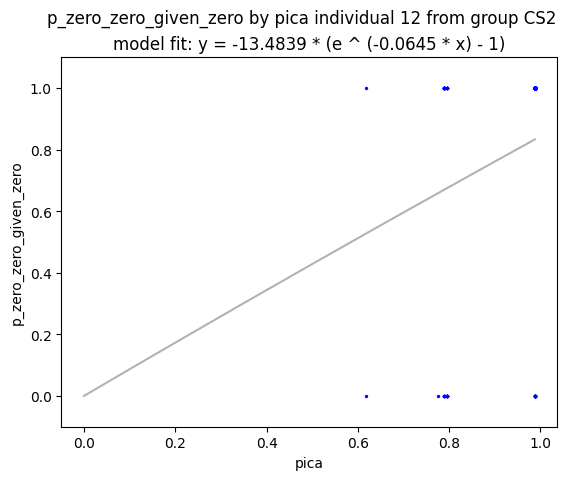 p_zero_zero_given_zero by pica individual 12 from group CS2
model fit: y = -13.4839 * (e ^ (-0.0645 * x) - 1)
1.0
0.8
0.6
0.4
0.2
0.0
p_zero_zero_given_zero
0.0 0.2 0.4 0.6 0.8 1.0
pica